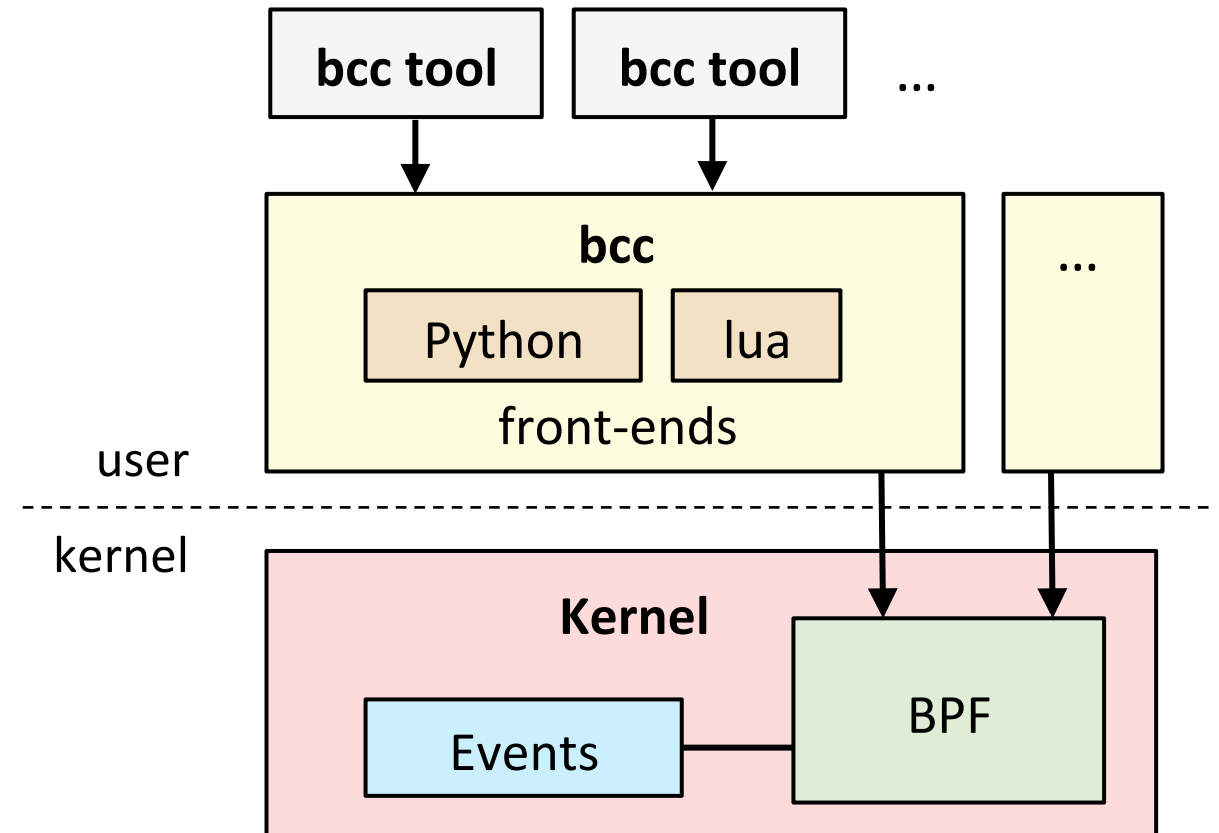 bcc tool
bcc tool
...
bcc
...
Python
lua
front-ends
user
kernel
Kernel
BPF
Events